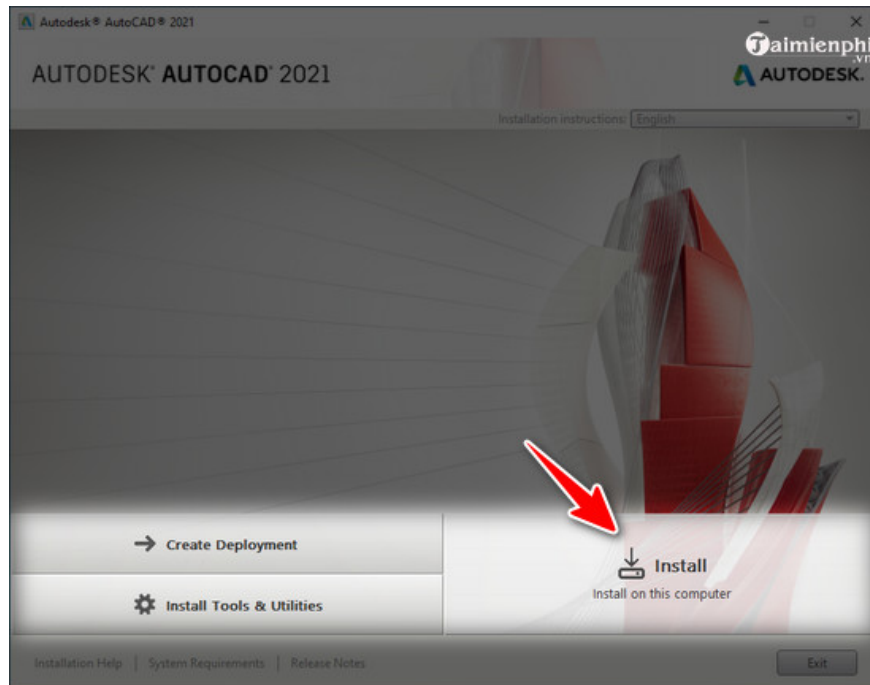 Autodesk® AutoCAD® 2021
Taimienphi
.vn
AUTODESK® AUTOCAD® 2021
AUTODESK.
Installation instructions: English
Create Deployment
Install Tools & Utilities
Install
Install on this computer
Installation Help | System Requirements | Release Notes
Exit